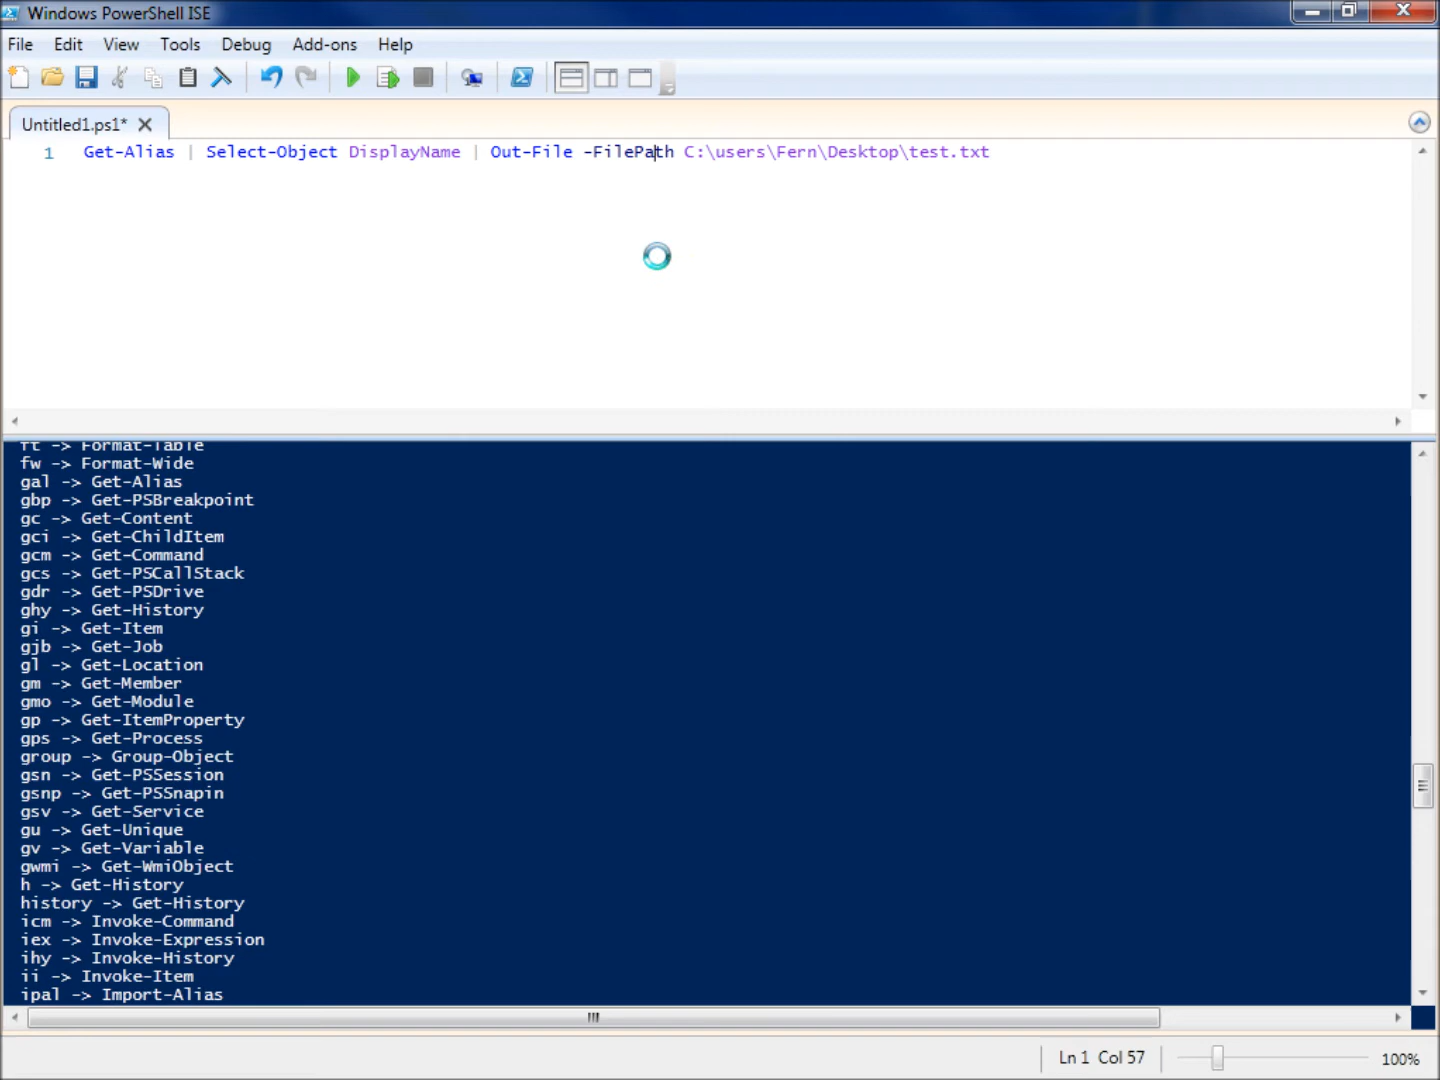 Windows PowerShell ISE
File Edit View Tools Debug Add-ons Help
Untitled1.ps1*
1 Get-Alias | Select-Object DisplayName | Out-File -FilePath C:\users\Fern\Desktop\test.txt
ft -> Format-Table
fw -> Format-Wide
gal -> Get-Alias
gbp -> Get-PSBreakpoint
gc -> Get-Content
gci -> Get-ChildItem
gcm -> Get-Command
gcs -> Get-PSCallStack
gdr -> Get-PSDrive
ghy -> Get-History
gi -> Get-Item
gjb -> Get-Job
gl -> Get-Location
gm -> Get-Member
gmo -> Get-Module
gp -> Get-ItemProperty
gps -> Get-Process
group -> Group-Object
gsn -> Get-PSSession
gsnp -> Get-PSSnapin
gsv -> Get-Service
gu -> Get-Unique
gv -> Get-Variable
gwmi -> Get-WmiObject
h -> Get-History
history -> Get-History
icm -> Invoke-Command
iex -> Invoke-Expression
ihy -> Invoke-History
ii -> Invoke-Item
ipal -> Import-Alias
Ln 1 Col 57
100%